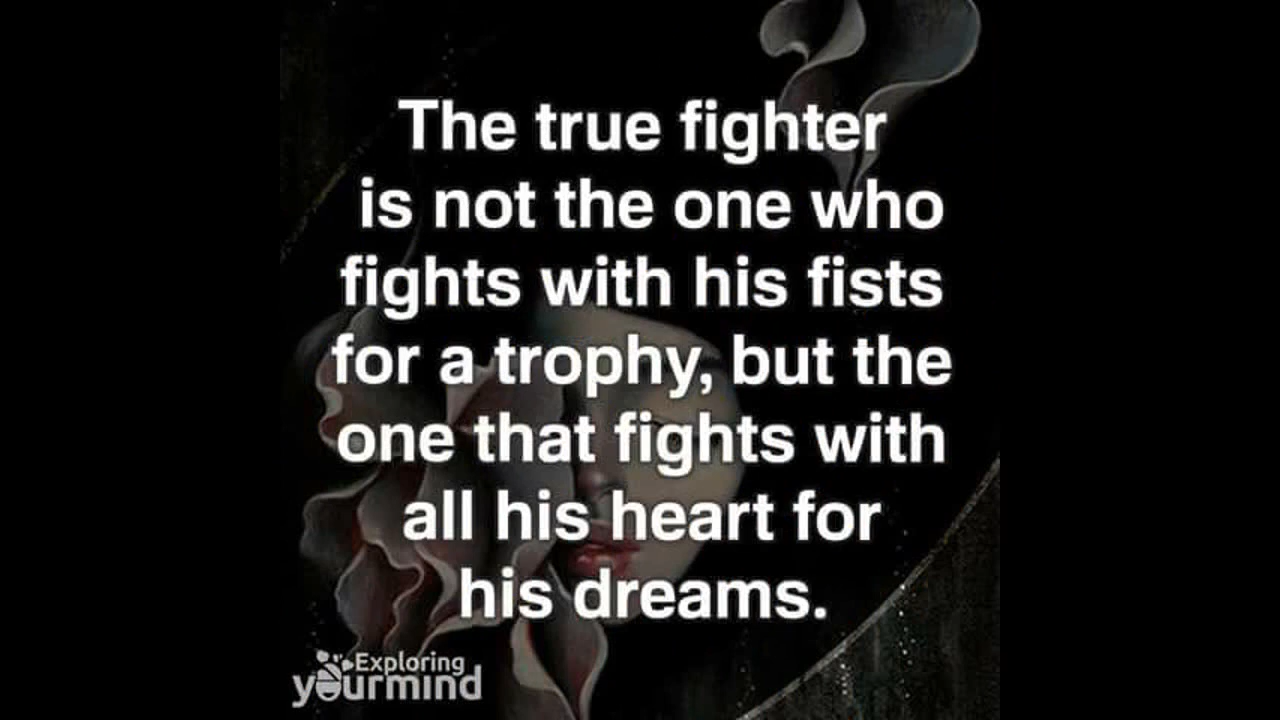 The true fighter
is not the one who
fights with his fists
for a trophy, but the
one that fights with
all his heart for
his dreams.
Exploring
yourmind